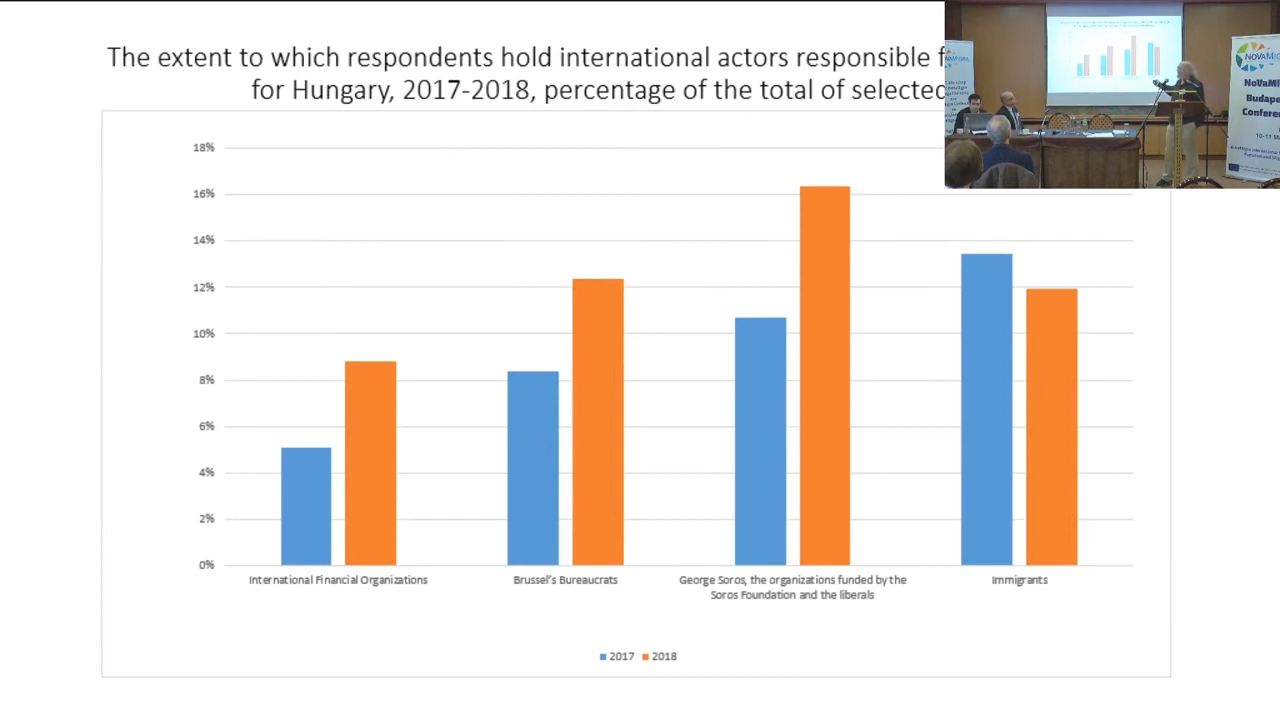 The extent to which respondents hold international actors responsible f
for Hungary, 2017-2018, percentage of the total of selected
18%
16%
14%
12%
10%
8%
6%
4%
2%
0%
International Financial Organizations
Brussel's Bureaucrats
George Soros, the organizations funded by the
Soros Foundation and the liberals
Immigrants
2017
2018
NoVaMi
Budape
Conferen
10-11 M